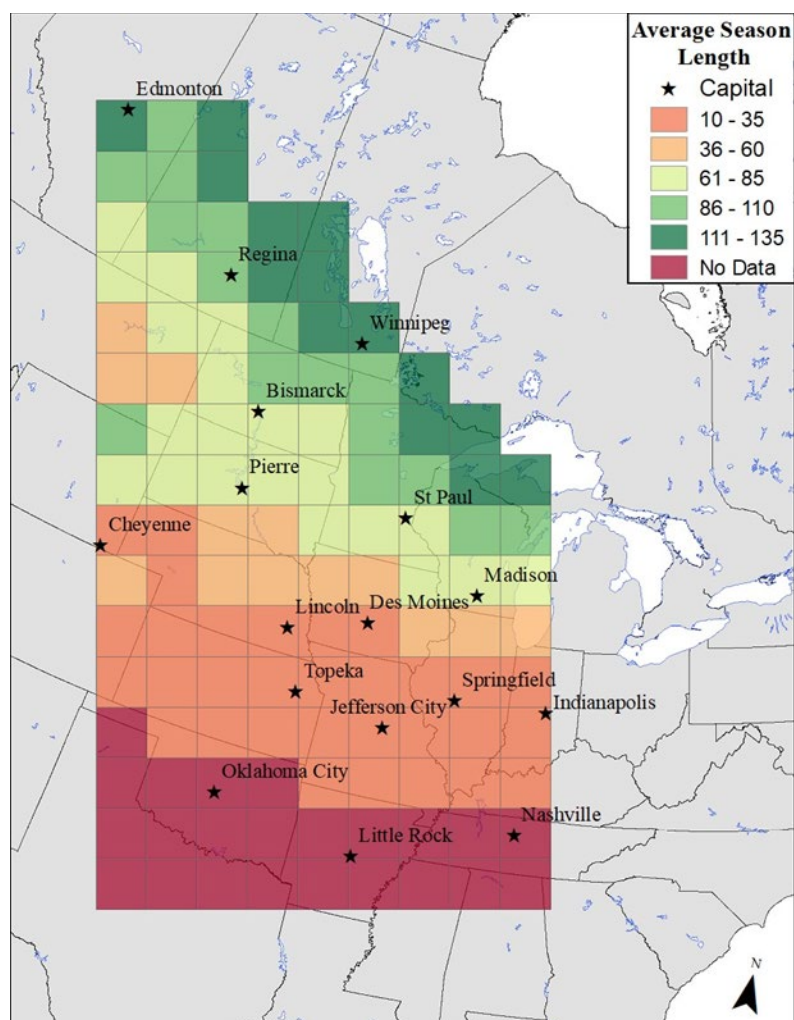 Average Season
Length
Capital
10 - 35
36 - 60
61 - 85
86 - 110
111 - 135
No Data
Edmonton
Regina
Winnipeg
Bismarck
Pierre
St Paul
Cheyenne
Madison
Lincoln
Des Moines
Topeka
Springfield
Jefferson City
Indianapolis
Oklahoma City
Nashville
Little Rock
N